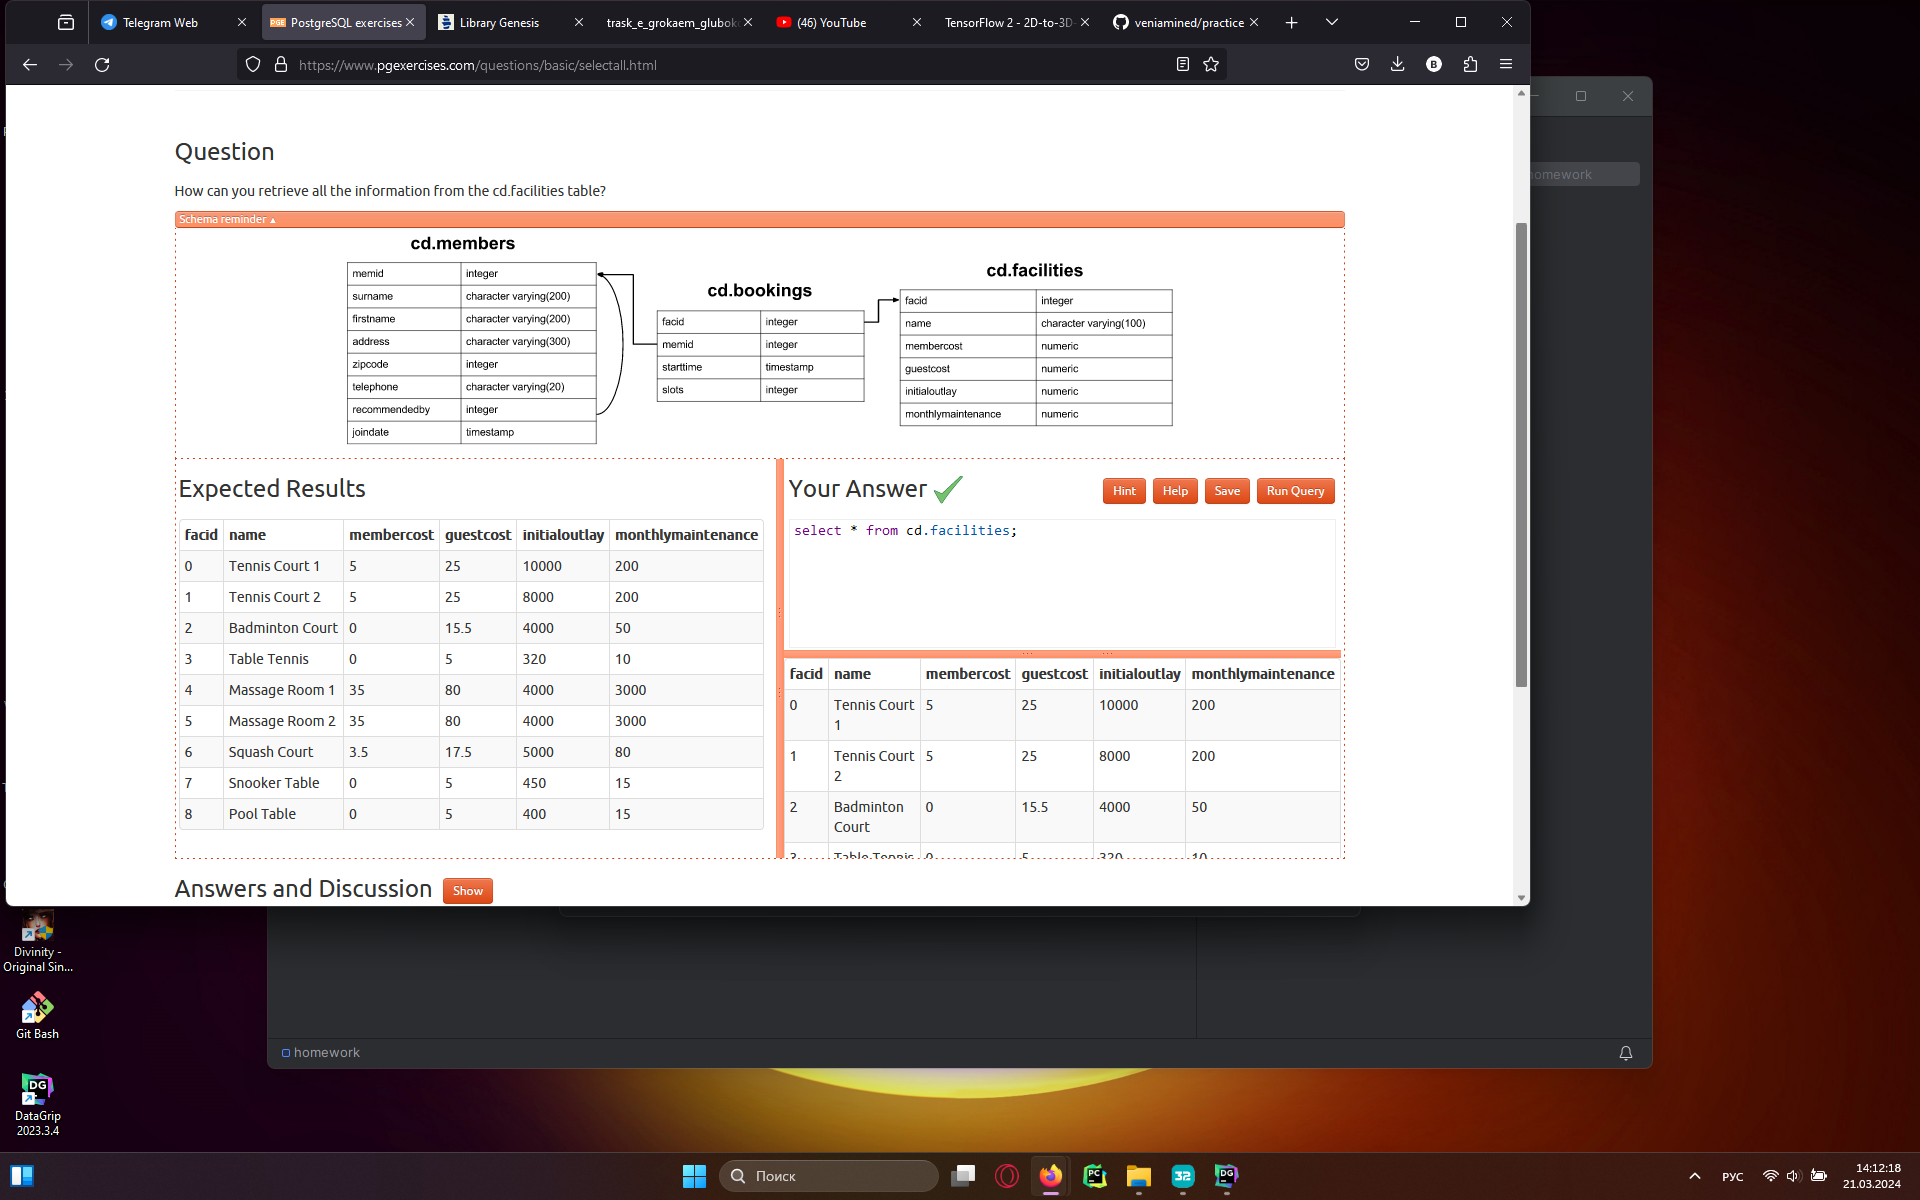 Telegram Web
PostgreSQL exercises
Library Genesis
trask_e_grokaem_gluboko
(46) YouTube
TensorFlow 2 - 2D-to-3D-
veniamined/practice
https://www.pgexercises.com/questions/basic/selectall.html
Question
How can you retrieve all the information from the cd.facilities table?
Schema reminder ▲
cd.members
memid integer
surname character varying(200)
firstname character varying(200)
address character varying(300)
zipcode integer
telephone character varying(20)
recommendedby integer
joindate timestamp
cd.bookings
facid integer
memid integer
starttime timestamp
slots integer
cd.facilities
facid integer
name character varying(100)
membercost numeric
guestcost numeric
initialoutlay numeric
monthlymaintenance numeric
Expected Results
facid name membercost guestcost initialoutlay monthlymaintenance
0 Tennis Court 1 5 25 10000 200
1 Tennis Court 2 5 25 8000 200
2 Badminton Court 0 15.5 4000 50
3 Table Tennis 0 5 320 10
4 Massage Room 1 35 80 4000 3000
5 Massage Room 2 35 80 4000 3000
6 Squash Court 3.5 17.5 5000 80
7 Snooker Table 0 5 450 15
8 Pool Table 0 5 400 15
Your Answer
Hint Help Save Run Query
select * from cd.facilities;
facid name membercost guestcost initialoutlay monthlymaintenance
0 Tennis Court 1 5 25 10000 200
1 Tennis Court 2 5 25 8000 200
2 Badminton Court 0 15.5 4000 50
3 Table Tennis 0 5 320 10
Answers and Discussion Show
homework
Divinity -
Original Sin...
Git Bash
DataGrip
2023.3.4
homework
Поиск
РУС
14:12:18
21.03.2024